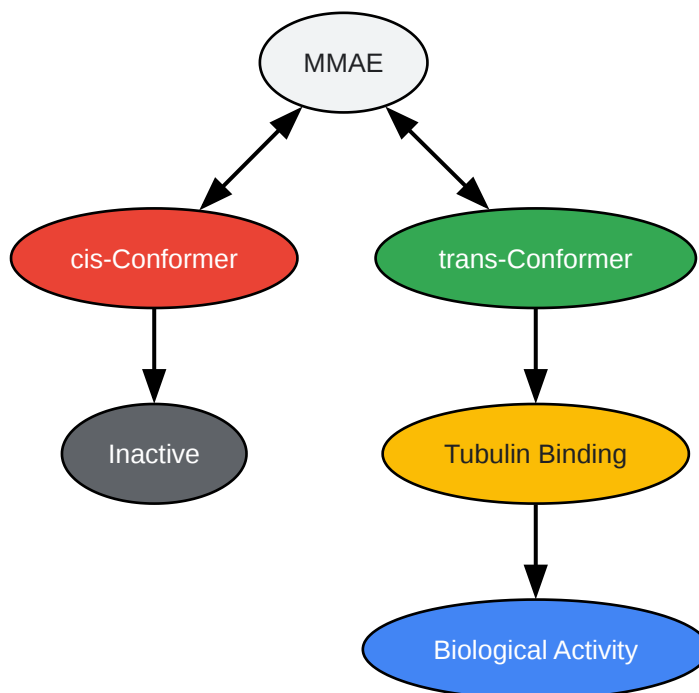 MMAE
cis-Conformer
trans-Conformer
Inactive
Tubulin Binding
Biological Activity